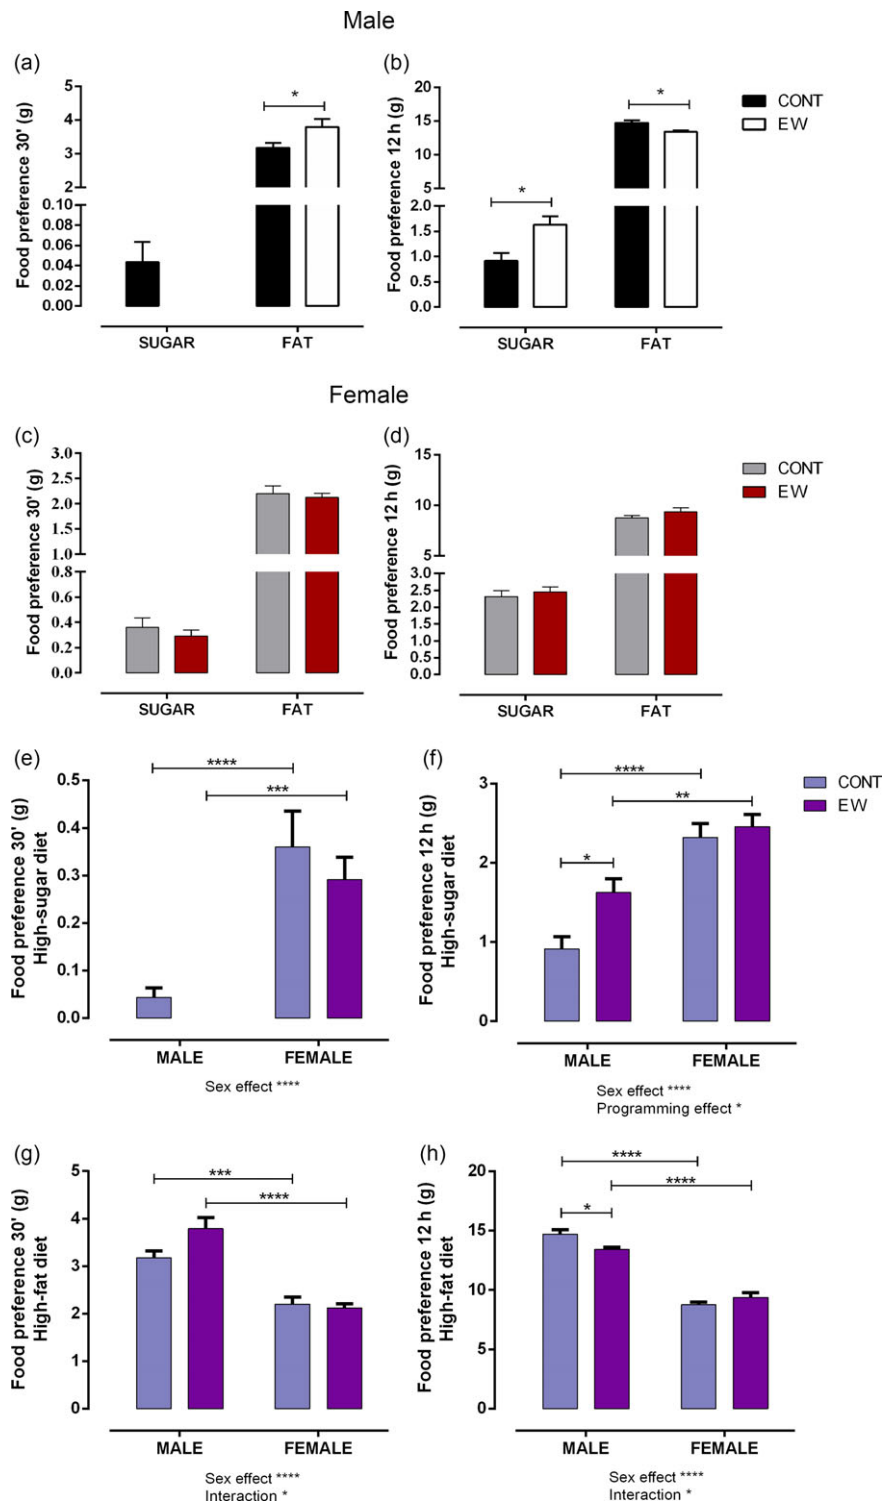 Male
(a)
Food preference 30' (g)
5
4
3
2
0.10
0.08
0.06
0.04
0.02
0.00
*
SUGAR
FAT
(b)
Food preference 12 h (g)
20
15
10
5
2.0
1.5
1.0
0.5
0.0
*
*
SUGAR
FAT
CONT
EW
Female
(c)
Food preference 30' (g)
3.0
2.5
2.0
1.5
1.0
0.8
0.6
0.4
0.2
0.0
SUGAR
FAT
(d)
Food preference 12 h (g)
15
10
5
3.0
2.5
2.0
1.5
1.0
0.5
0.0
SUGAR
FAT
CONT
EW
(e)
Food preference 30' (g)
High-sugar diet
0.5
0.4
0.3
0.2
0.1
0.0
****
***
MALE
FEMALE
Sex effect ****
(f)
Food preference 12 h (g)
High-sugar diet
3
2
1
0
****
**
*
MALE
FEMALE
Sex effect ****
Programming effect *
CONT
EW
(g)
Food preference 30' (g)
High-fat diet
5
4
3
2
1
0
***
****
MALE
FEMALE
Sex effect ****
Interaction *
(h)
Food preference 12 h (g)
High-fat diet
20
15
10
5
0
****
****
*
MALE
FEMALE
Sex effect ****
Interaction *